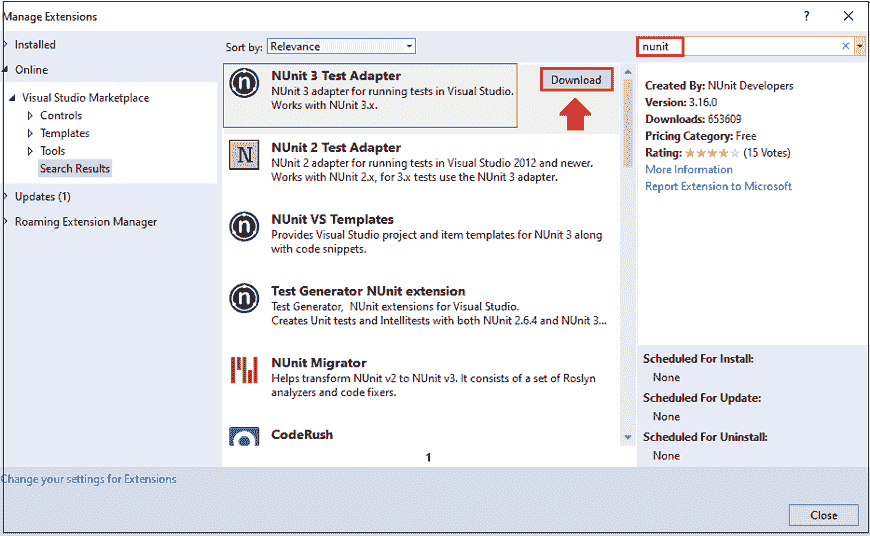 Manage Extensions
? ×
Installed
Online
Visual Studio Marketplace
Controls
Templates
Tools
Search Results
Updates (1)
Roaming Extension Manager
Sort by: Relevance
NUnit 3 Test Adapter
NUnit 3 adapter for running tests in Visual Studio.
Works with NUnit 3.x.
Download
NUnit 2 Test Adapter
NUnit 2 adapter for running tests in Visual Studio 2012 and newer.
Works with NUnit 2.x, for 3.x tests use the NUnit 3 adapter.
NUnit VS Templates
Provides Visual Studio project and item templates for NUnit 3 along
with code snippets.
Test Generator NUnit extension
Test Generator, NUnit extensions for Visual Studio.
Creates Unit tests and Intellitests with both NUnit 2.6.4 and NUnit 3...
NUnit Migrator
Helps transform NUnit v2 to NUnit v3. It consists of a set of Roslyn
analyzers and code fixers.
CodeRush
1
nunit
Created By: NUnit Developers
Version: 3.16.0
Downloads: 653609
Pricing Category: Free
Rating: (15 Votes)
More Information
Report Extension to Microsoft
Scheduled For Install:
None
Scheduled For Update:
None
Scheduled For Uninstall:
None
Change your settings for Extensions
Close